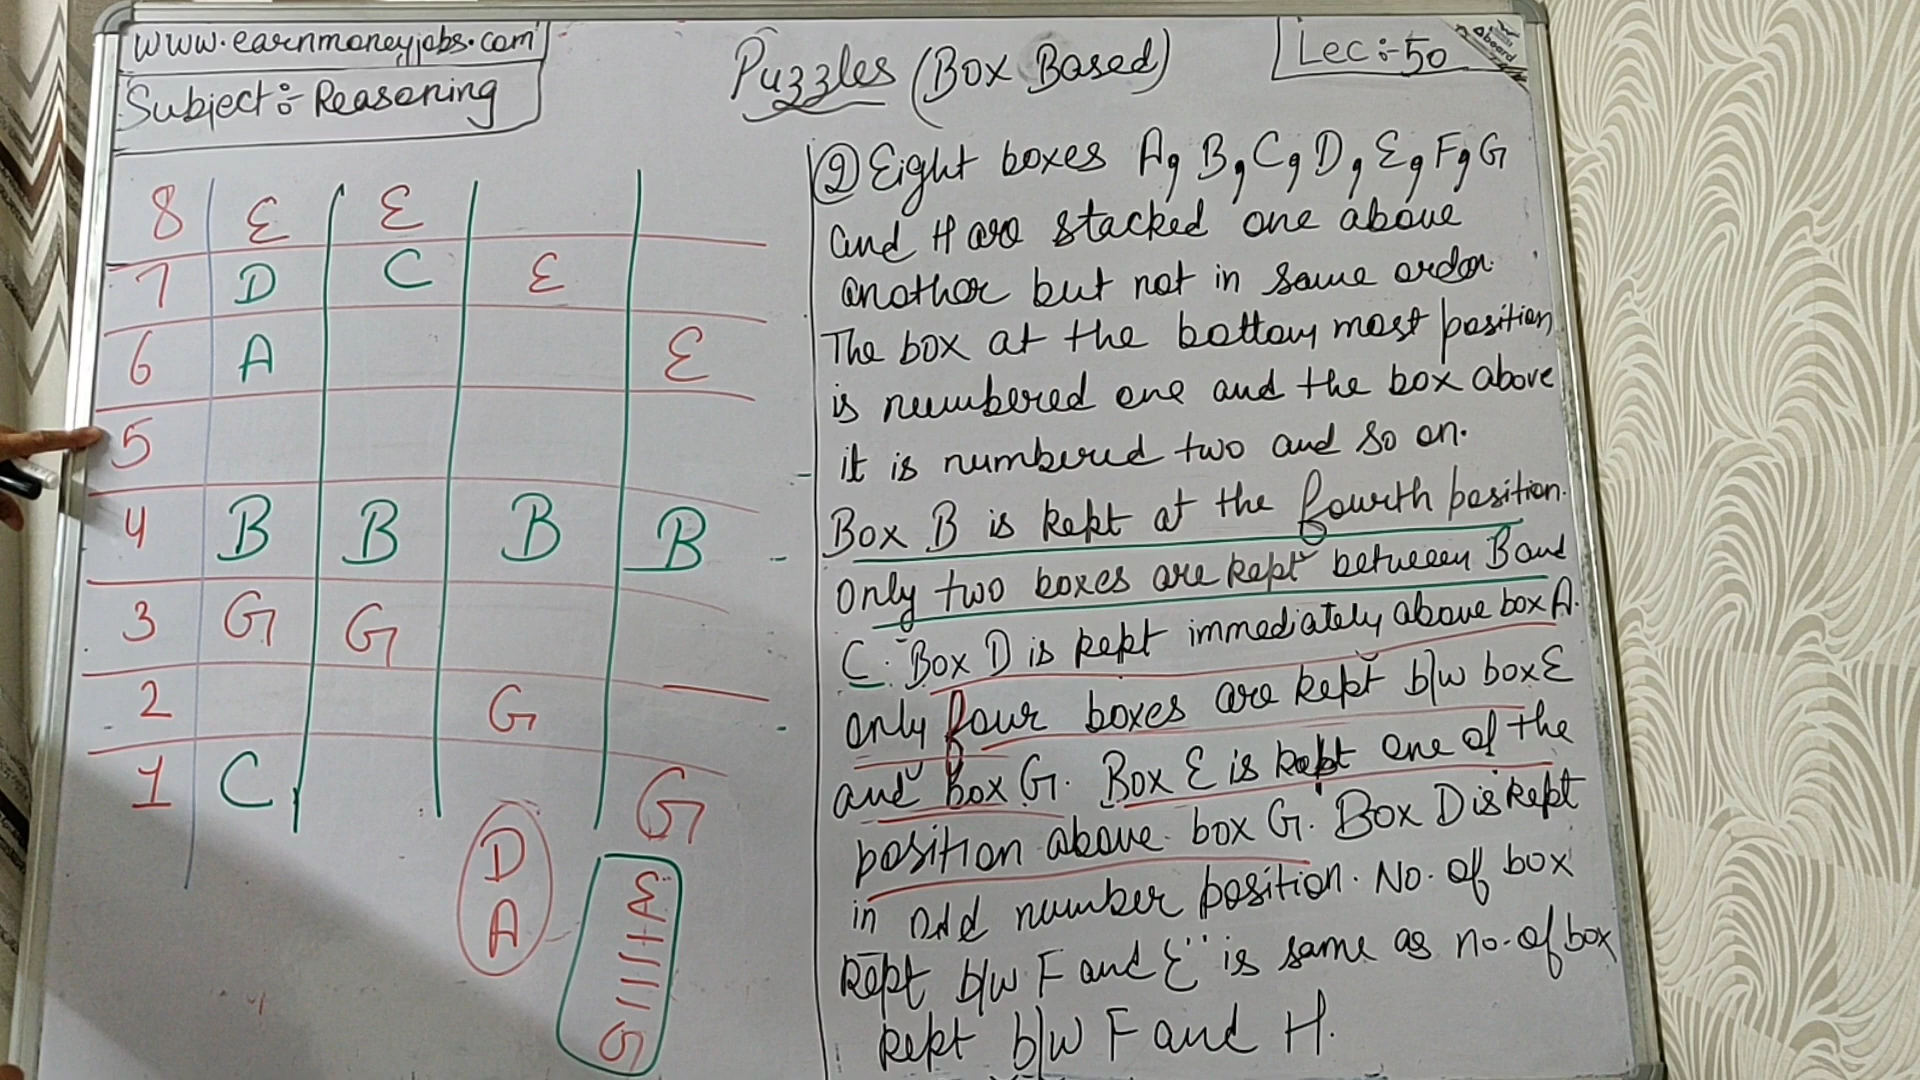 www.earnmoneyjobs.com
Subject:- Reasoning
Puzzles (Box Based)
Lec:-50
8 E E
7 D C E
6 A E
5
4 B B B B
3 G G
2 G
1 C G
D
A
E
G
② Eight boxes A, B, C, D, E, F, G
and H are stacked one above
another but not in same order.
The box at the bottom most position
is numbered one and the box above
it is numbered two and so on.
Box B is kept at the fourth position.
only two boxes are kept between B and
C. Box D is kept immediately above box A.
only four boxes are kept b/w box E
and box G. Box E is kept one of the
position above box G. Box D is kept
in odd number position. No. of box
kept b/w F and E is same as no. of box
kept b/w F and H.